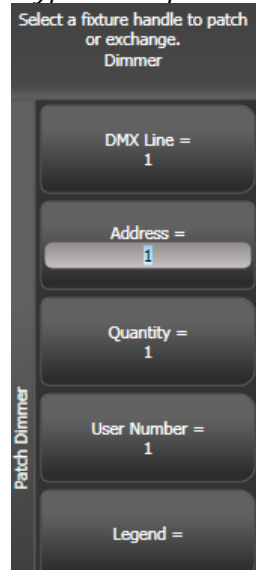 Select a fixture handle to patch
or exchange.
Dimmer
DMX Line =
1
Address =
1
Quantity =
1
User Number =
1
Legend =
Patch Dimmer